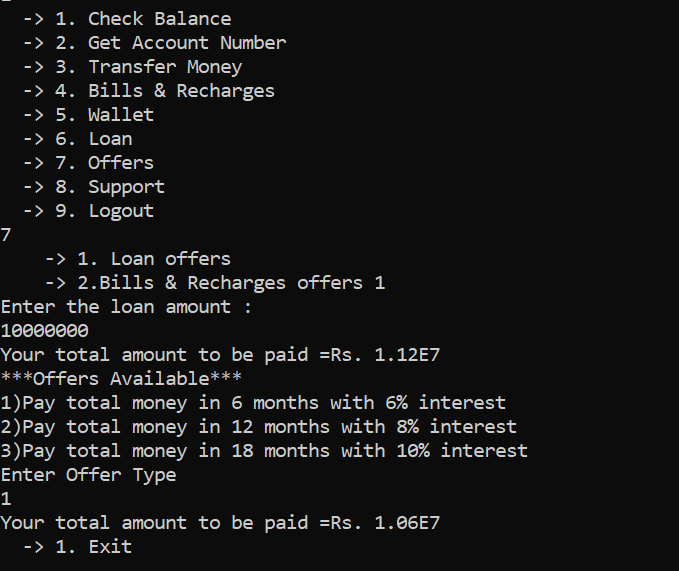 -> 1. Check Balance
-> 2. Get Account Number
-> 3. Transfer Money
-> 4. Bills & Recharges
-> 5. Wallet
-> 6. Loan
-> 7. Offers
-> 8. Support
-> 9. Logout
7
-> 1. Loan offers
-> 2.Bills & Recharges offers 1
Enter the loan amount :
10000000
Your total amount to be paid =Rs. 1.12E7
***Offers Available***
1)Pay total money in 6 months with 6% interest
2)Pay total money in 12 months with 8% interest
3)Pay total money in 18 months with 10% interest
Enter Offer Type
1
Your total amount to be paid =Rs. 1.06E7
-> 1. Exit